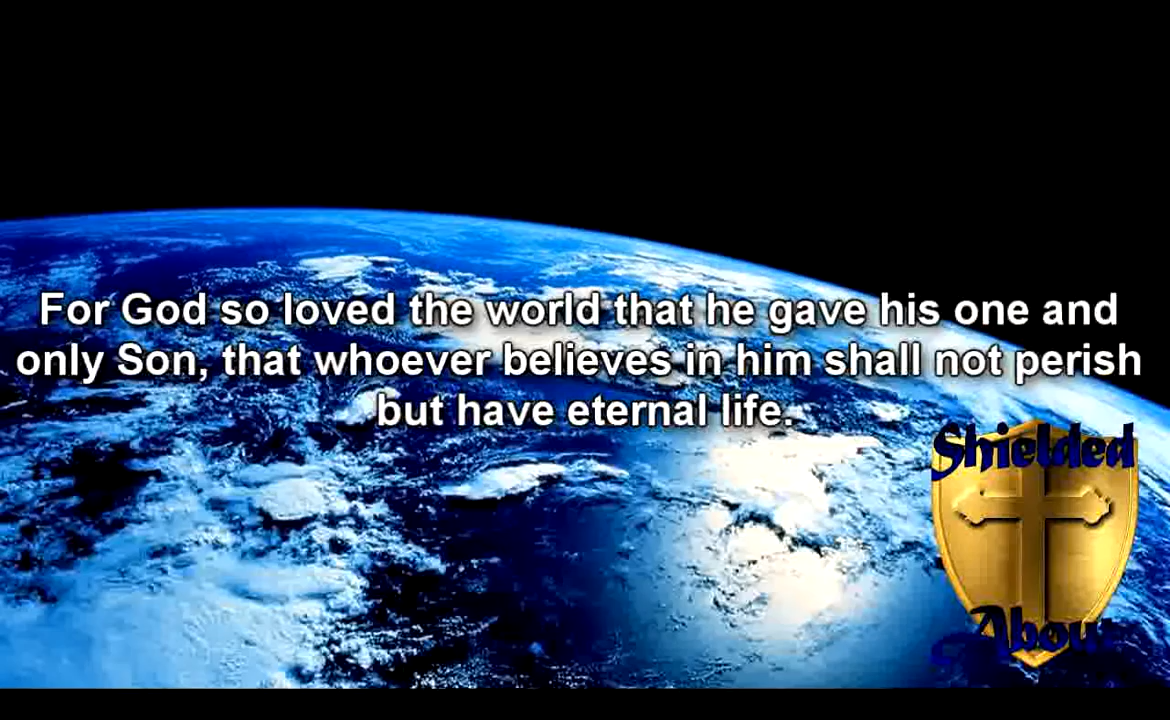 For God so loved the world that he gave his one and
only Son, that whoever believes in him shall not perish
but have eternal life.
Shielded
About